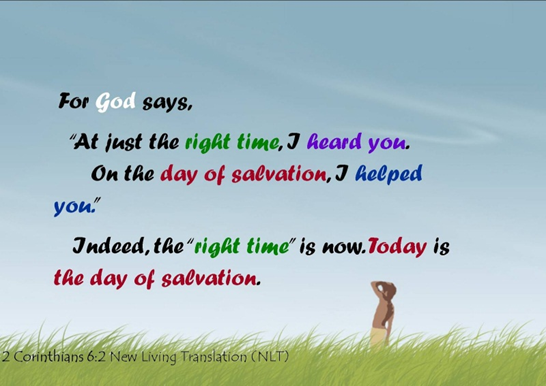 For God says,
“At just the right time, I heard you.
On the day of salvation, I helped
you.”
Indeed, the “right time” is now. Today is
the day of salvation.
2 Corinthians 6:2 New Living Translation (NLT)